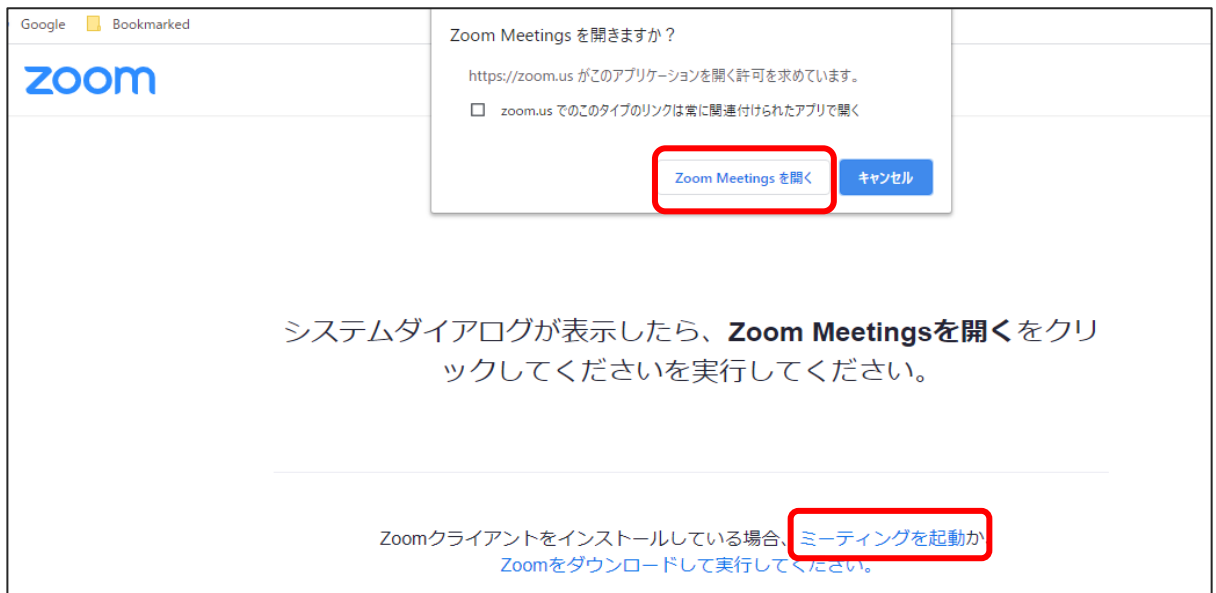 Google Bookmarked
zoom
Zoom Meetings を開きますか？
https://zoom.us がこのアプリケーションを開く許可を求めています。
zoom.us でのこのタイプのリンクは常に関連付けられたアプリで開く
Zoom Meetings を開く キャンセル
システムダイアログが表示したら、Zoom Meetingsを開くをクリ
ックしてくださいを実行してください。
Zoomクライアントをインストールしている場合、ミーティングを起動か
Zoomをダウンロードして実行してください。